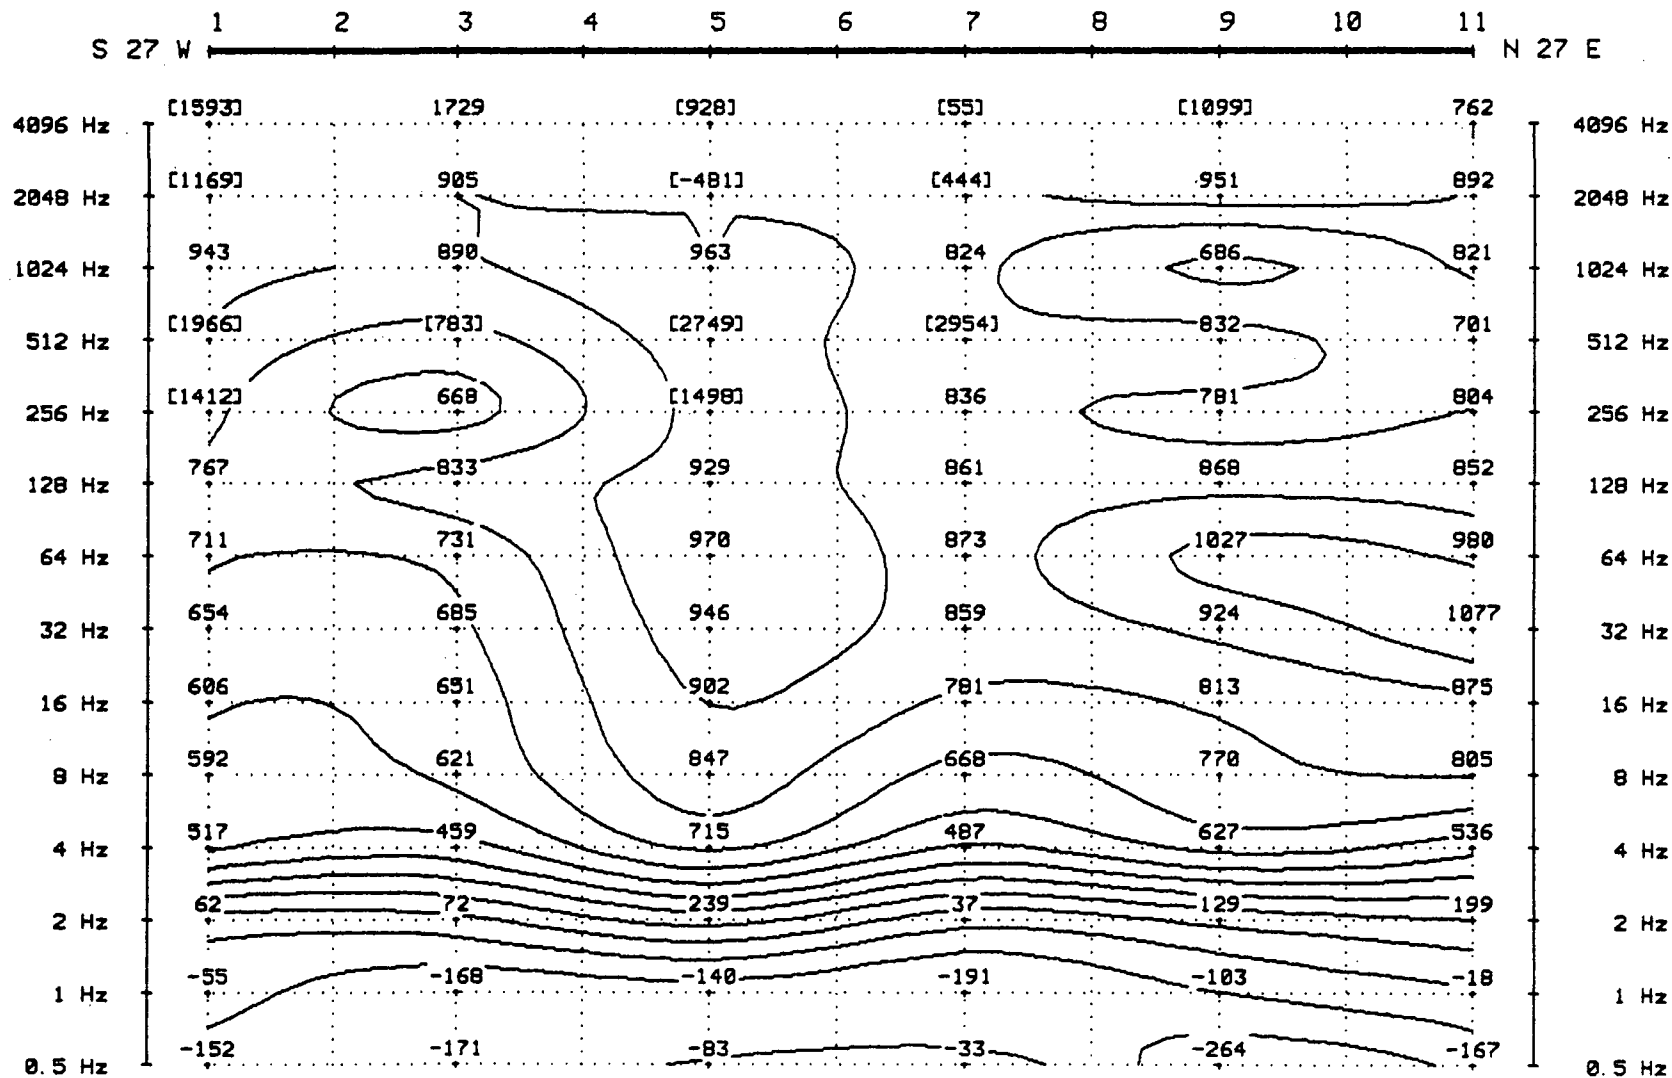 1 2 3 4 5 6 7 8 9 10 11
S 27 W N 27 E
[1593] 1729 [928] [55] [1099] 762
4096 Hz 4096 Hz
[1169] 905 [-481] [444] 951 892
2048 Hz 2048 Hz
943 890 963 824 686 821
1024 Hz 1024 Hz
[1966] [783] [2749] [2954] 832 701
512 Hz 512 Hz
[1412] 668 [1498] 836 781 804
256 Hz 256 Hz
767 833 929 861 868 852
128 Hz 128 Hz
711 731 970 873 1027 980
64 Hz 64 Hz
654 685 946 859 924 1077
32 Hz 32 Hz
606 651 902 781 813 875
16 Hz 16 Hz
592 621 847 668 770 805
8 Hz 8 Hz
517 459 715 487 627 536
4 Hz 4 Hz
62 72 239 37 129 199
2 Hz 2 Hz
-55 -168 -140 -191 -103 -18
1 Hz 1 Hz
-152 -171 -83 -33 -264 -167
0.5 Hz 0.5 Hz